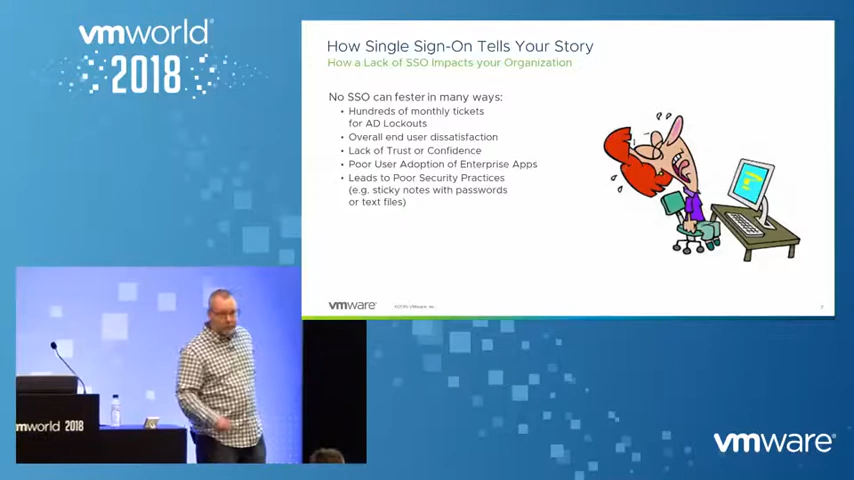 vmworld
2018
How Single Sign-On Tells Your Story
How a Lack of SSO Impacts your Organization
No SSO can fester in many ways:
• Hundreds of monthly tickets
for AD Lockouts
• Overall end user dissatisfaction
• Lack of Trust or Confidence
• Poor User Adoption of Enterprise Apps
• Leads to Poor Security Practices
(e.g. sticky notes with passwords
or text files)
vmware
7
mworld 2018
vmware